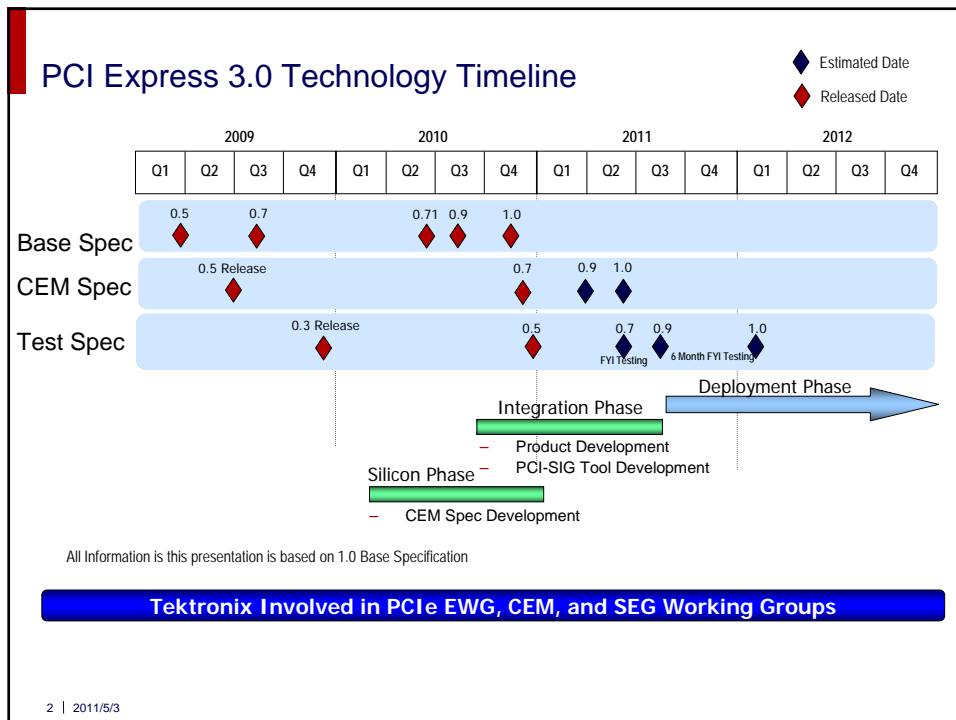 PCI Express 3.0 Technology Timeline
Estimated Date
Released Date
2009 2010 2011 2012
Q1 Q2 Q3 Q4 Q1 Q2 Q3 Q4 Q1 Q2 Q3 Q4 Q1 Q2 Q3 Q4
Base Spec
0.5 0.7 0.71 0.9 1.0
CEM Spec
0.5 Release 0.7 0.9 1.0
Test Spec
0.3 Release 0.5 0.7 0.9 1.0
FYI Testing 6 Month FYI Testing
Deployment Phase
Integration Phase
– Product Development
– PCI-SIG Tool Development
Silicon Phase
– CEM Spec Development
All Information is this presentation is based on 1.0 Base Specification
Tektronix Involved in PCIe EWG, CEM, and SEG Working Groups
2 | 2011/5/3